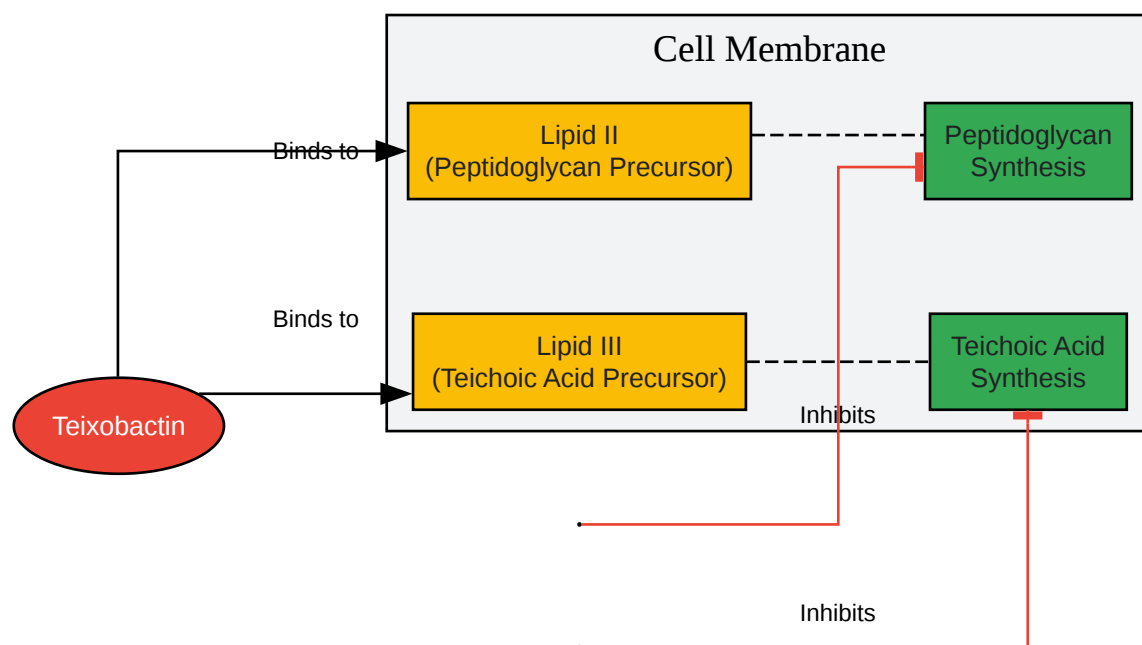 Cell Membrane
Lipid II
(Peptidoglycan Precursor)
Peptidoglycan
Synthesis
Binds to
Binds to
Lipid III
(Teichoic Acid Precursor)
Teichoic Acid
Synthesis
Teixobactin
Inhibits
Inhibits